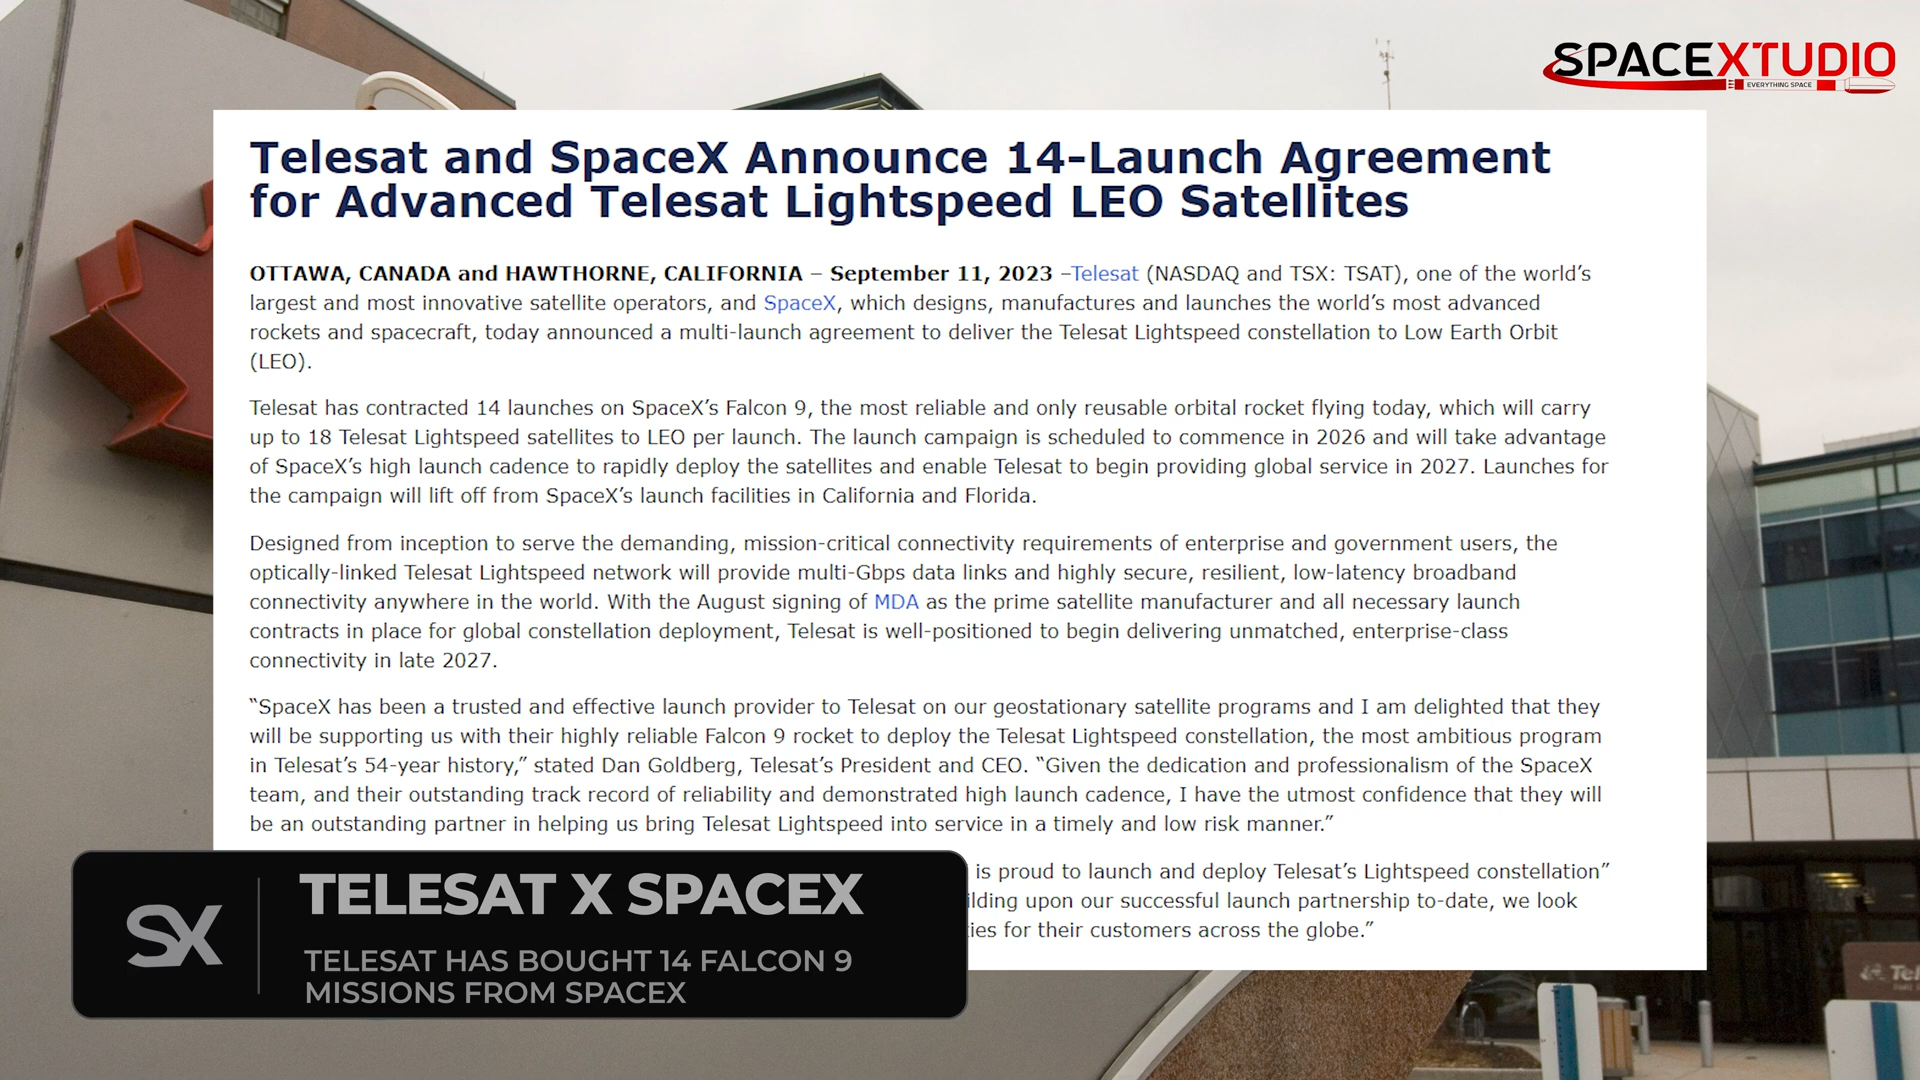 SPACEXTUDIO
EVERYTHING SPACE
Telesat and SpaceX Announce 14-Launch Agreement
for Advanced Telesat Lightspeed LEO Satellites
OTTAWA, CANADA and HAWTHORNE, CALIFORNIA – September 11, 2023 –Telesat (NASDAQ and TSX: TSAT), one of the world’s
largest and most innovative satellite operators, and SpaceX, which designs, manufactures and launches the world’s most advanced
rockets and spacecraft, today announced a multi-launch agreement to deliver the Telesat Lightspeed constellation to Low Earth Orbit
(LEO).
Telesat has contracted 14 launches on SpaceX’s Falcon 9, the most reliable and only reusable orbital rocket flying today, which will carry
up to 18 Telesat Lightspeed satellites to LEO per launch. The launch campaign is scheduled to commence in 2026 and will take advantage
of SpaceX’s high launch cadence to rapidly deploy the satellites and enable Telesat to begin providing global service in 2027. Launches for
the campaign will lift off from SpaceX’s launch facilities in California and Florida.
Designed from inception to serve the demanding, mission-critical connectivity requirements of enterprise and government users, the
optically-linked Telesat Lightspeed network will provide multi-Gbps data links and highly secure, resilient, low-latency broadband
connectivity anywhere in the world. With the August signing of MDA as the prime satellite manufacturer and all necessary launch
contracts in place for global constellation deployment, Telesat is well-positioned to begin delivering unmatched, enterprise-class
connectivity in late 2027.
“SpaceX has been a trusted and effective launch provider to Telesat on our geostationary satellite programs and I am delighted that they
will be supporting us with their highly reliable Falcon 9 rocket to deploy the Telesat Lightspeed constellation, the most ambitious program
in Telesat’s 54-year history,” stated Dan Goldberg, Telesat’s President and CEO. “Given the dedication and professionalism of the SpaceX
team, and their outstanding track record of reliability and demonstrated high launch cadence, I have the utmost confidence that they will
be an outstanding partner in helping us bring Telesat Lightspeed into service in a timely and low risk manner.”
is proud to launch and deploy Telesat’s Lightspeed constellation”
ilding upon our successful launch partnership to-date, we look
ies for their customers across the globe.”
SX
TELESAT X SPACEX
TELESAT HAS BOUGHT 14 FALCON 9
MISSIONS FROM SPACEX